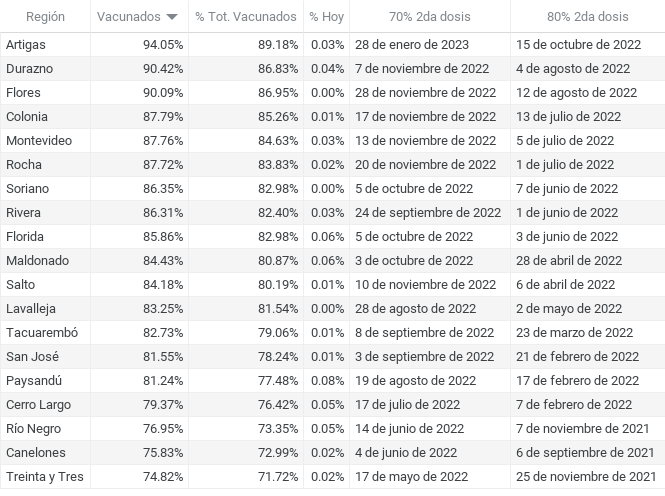 Región Vacunados % Tot. Vacunados % Hoy 70% 2da dosis 80% 2da dosis
Artigas 94.05% 89.18% 0.03% 28 de enero de 2023 15 de octubre de 2022
Durazno 90.42% 86.83% 0.04% 7 de noviembre de 2022 4 de agosto de 2022
Flores 90.09% 86.95% 0.00% 28 de noviembre de 2022 12 de agosto de 2022
Colonia 87.79% 85.26% 0.01% 17 de noviembre de 2022 13 de julio de 2022
Montevideo 87.76% 84.63% 0.03% 13 de noviembre de 2022 5 de julio de 2022
Rocha 87.72% 83.83% 0.02% 20 de noviembre de 2022 1 de julio de 2022
Soriano 86.35% 82.98% 0.00% 5 de octubre de 2022 7 de junio de 2022
Rivera 86.31% 82.40% 0.03% 24 de septiembre de 2022 1 de junio de 2022
Florida 85.86% 82.98% 0.06% 5 de octubre de 2022 3 de junio de 2022
Maldonado 84.43% 80.87% 0.06% 3 de octubre de 2022 28 de abril de 2022
Salto 84.18% 80.19% 0.01% 10 de noviembre de 2022 6 de abril de 2022
Lavalleja 83.25% 81.54% 0.00% 28 de agosto de 2022 2 de mayo de 2022
Tacuarembó 82.73% 79.06% 0.01% 8 de septiembre de 2022 23 de marzo de 2022
San José 81.55% 78.24% 0.01% 3 de septiembre de 2022 21 de febrero de 2022
Paysandú 81.24% 77.48% 0.08% 19 de agosto de 2022 17 de febrero de 2022
Cerro Largo 79.37% 76.42% 0.05% 17 de julio de 2022 7 de febrero de 2022
Río Negro 76.95% 73.35% 0.05% 14 de junio de 2022 7 de noviembre de 2021
Canelones 75.83% 72.99% 0.02% 4 de junio de 2022 6 de septiembre de 2021
Treinta y Tres 74.82% 71.72% 0.02% 17 de mayo de 2022 25 de noviembre de 2021